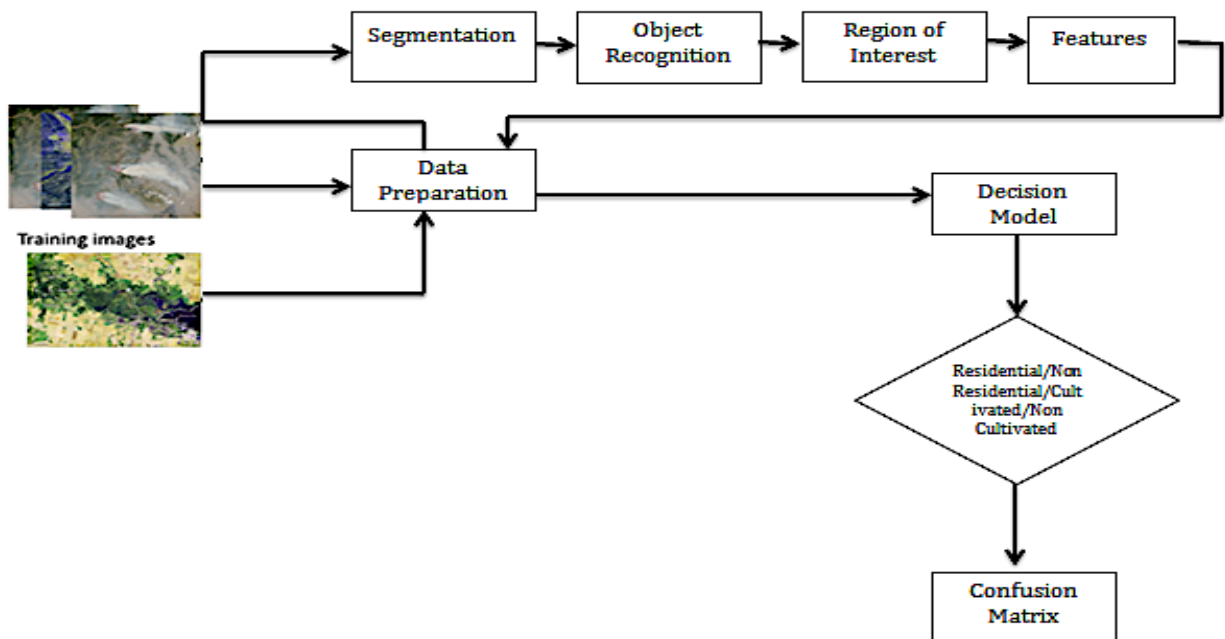 Segmentation
Object
Recognition
Region of
Interest
Features
Data
Preparation
Decision
Model
Training images
Residential/Non
Residential/Cult
ivated/Non
Cultivated
Confusion
Matrix